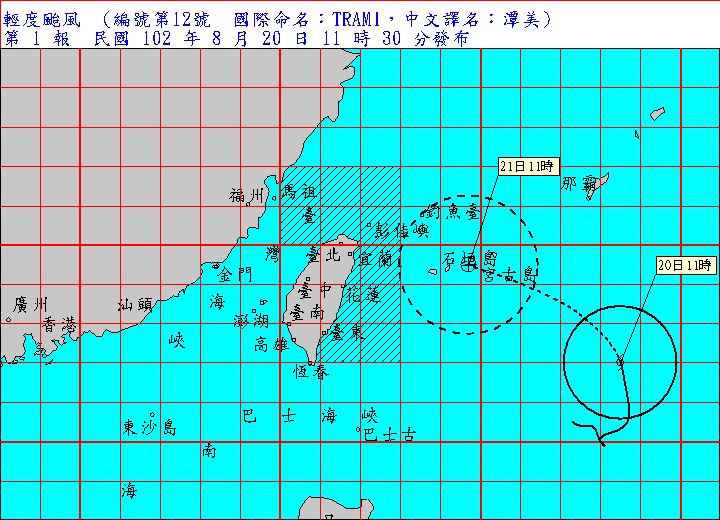 輕度颱風 (編號第12號 國際命名：TRAMI，中文譯名：潭美)
第 1 報 民國 102 年 8 月 20 日 11 時 30 分發布
21日11時
那霸
福州 馬祖
臺
釣魚臺
彭佳嶼
灣 臺北 宜蘭
石垣島
20日11時
金門
宮古島
臺中 花蓮
廣州 汕頭 海
香港 澎湖 臺南
臺東
峽 高雄
恆春
巴士海峽
東沙島
巴士古
南
海